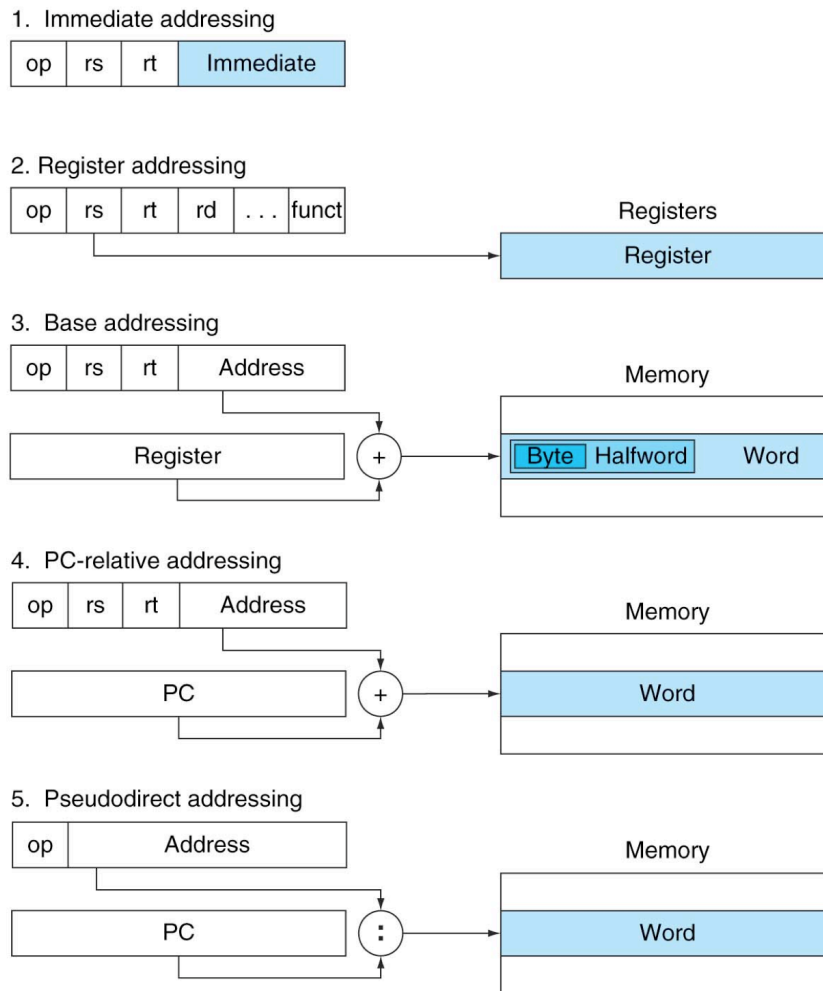 1. Immediate addressing
op rs rt Immediate
2. Register addressing
op rs rt rd . . . funct
Registers
Register
3. Base addressing
op rs rt Address
Memory
Register
+
Byte Halfword Word
4. PC-relative addressing
op rs rt Address
Memory
PC
+
Word
5. Pseudodirect addressing
op Address
Memory
PC
:
Word